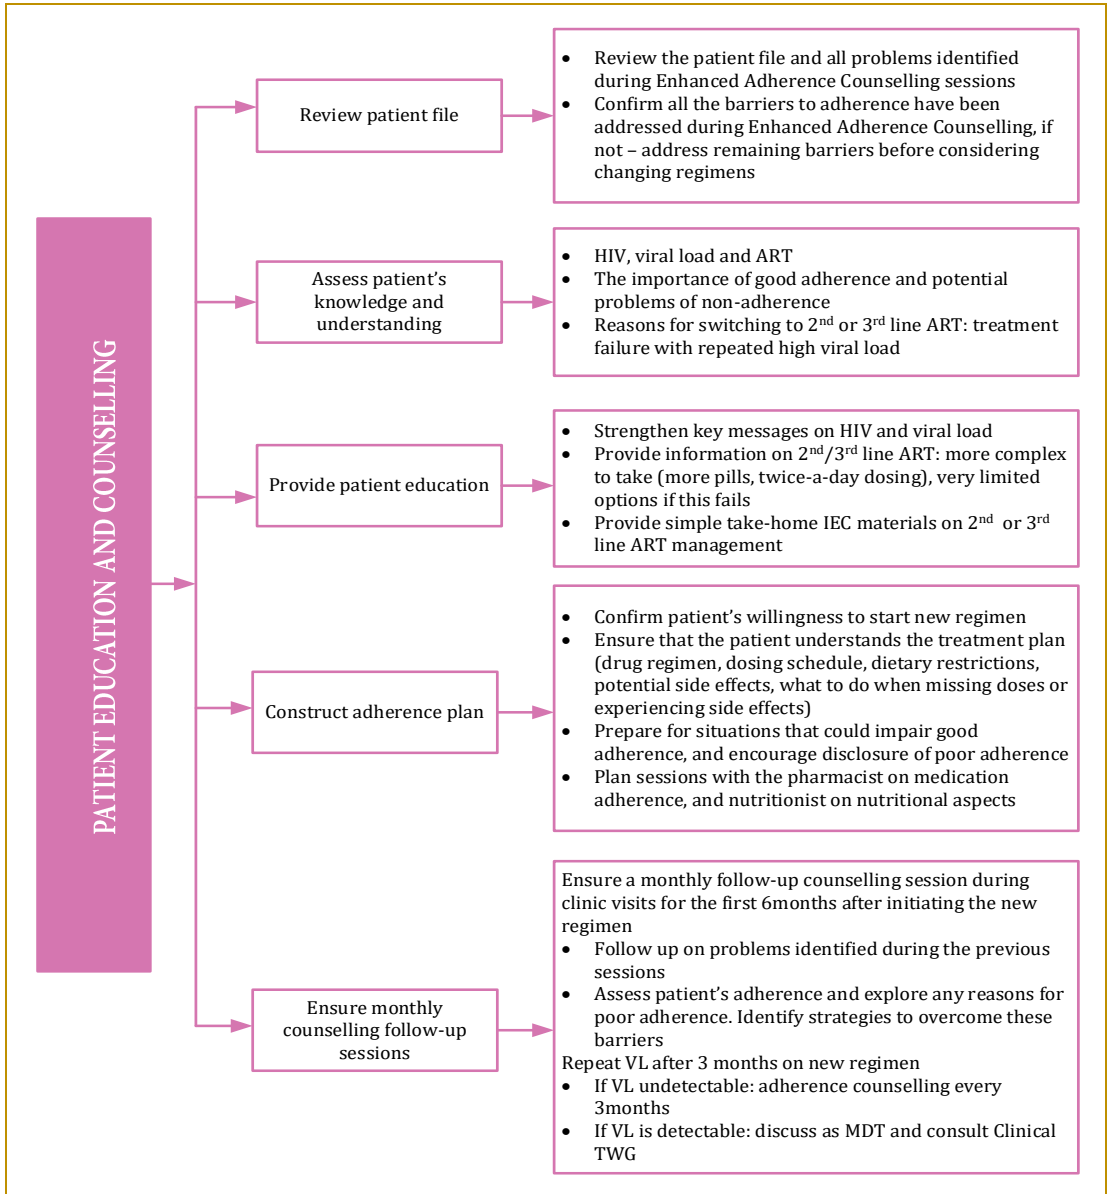 PATIENT EDUCATION AND COUNSELLING
Review patient file
• Review the patient file and all problems identified
during Enhanced Adherence Counselling sessions
• Confirm all the barriers to adherence have been
addressed during Enhanced Adherence Counselling, if
not – address remaining barriers before considering
changing regimens
Assess patient’s
knowledge and
understanding
• HIV, viral load and ART
• The importance of good adherence and potential
problems of non-adherence
• Reasons for switching to 2nd or 3rd line ART: treatment
failure with repeated high viral load
Provide patient education
• Strengthen key messages on HIV and viral load
• Provide information on 2nd/3rd line ART: more complex
to take (more pills, twice-a-day dosing), very limited
options if this fails
• Provide simple take-home IEC materials on 2nd or 3rd
line ART management
Construct adherence plan
• Confirm patient’s willingness to start new regimen
• Ensure that the patient understands the treatment plan
(drug regimen, dosing schedule, dietary restrictions,
potential side effects, what to do when missing doses or
experiencing side effects)
• Prepare for situations that could impair good
adherence, and encourage disclosure of poor adherence
• Plan sessions with the pharmacist on medication
adherence, and nutritionist on nutritional aspects
Ensure monthly
counselling follow-up
sessions
Ensure a monthly follow-up counselling session during
clinic visits for the first 6months after initiating the new
regimen
• Follow up on problems identified during the previous
sessions
• Assess patient’s adherence and explore any reasons for
poor adherence. Identify strategies to overcome these
barriers
Repeat VL after 3 months on new regimen
• If VL undetectable: adherence counselling every
3months
• If VL is detectable: discuss as MDT and consult Clinical
TWG